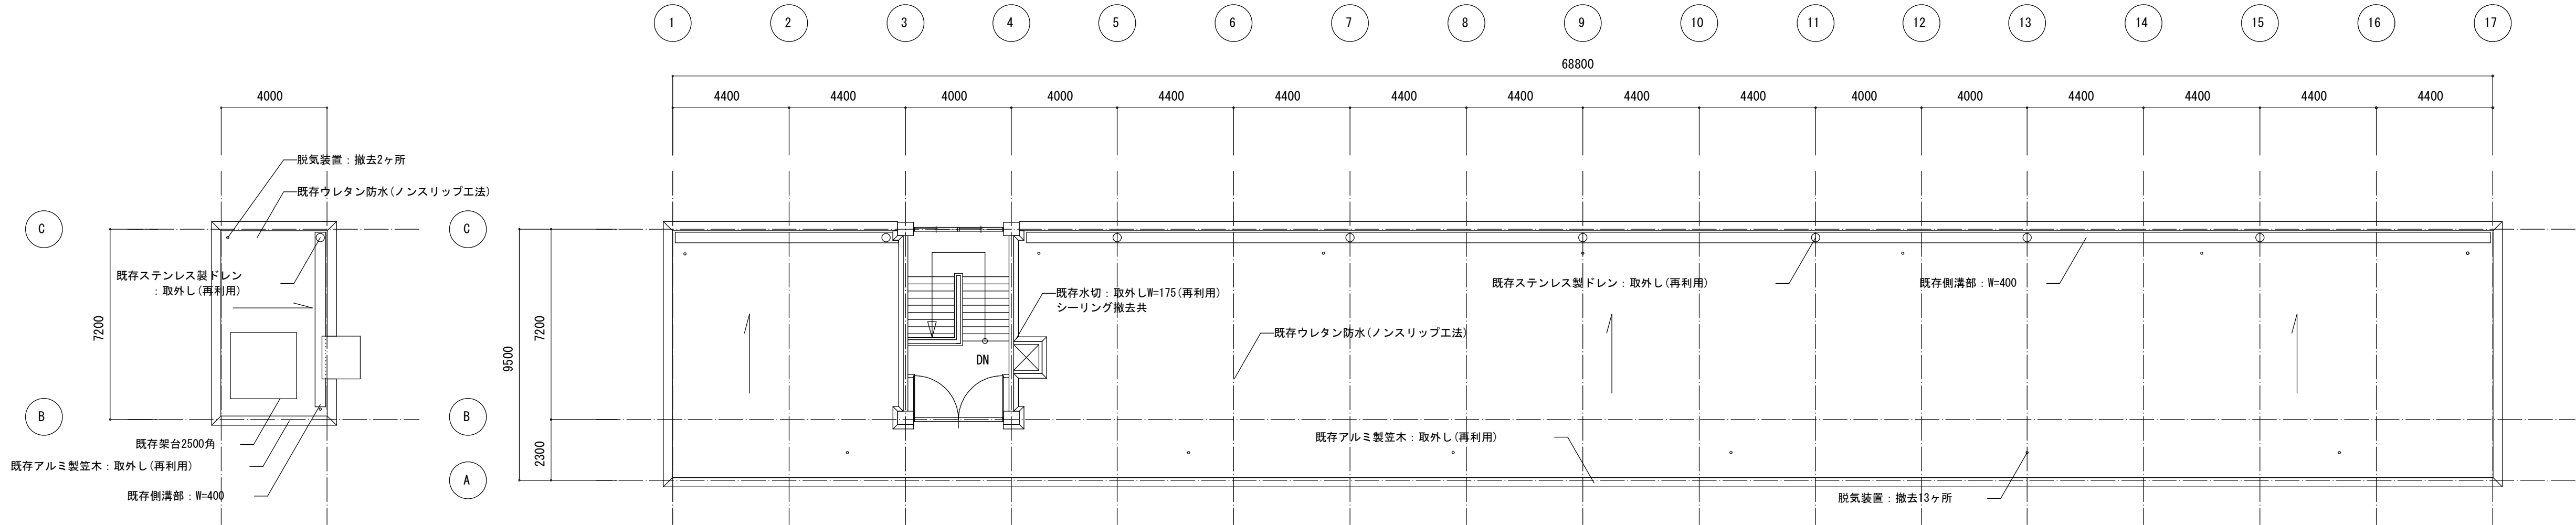 1 2 3 4 5 6 7 8 9 10 11 12 13 14 15 16 17
68800
4000
4400 4400 4000 4000 4400 4400 4400 4400 4400 4400 4000 4000 4400 4400 4400 4400
脱気装置：撤去2ヶ所
既存ウレタン防水(ノンスリップ工法)
C
既存ステンレス製ドレン
：取外し(再利用)
7200
B
既存架台2500角
既存アルミ製笠木：取外し(再利用)
既存側溝部：W=400
C
7200
9500
B
2300
A
DN
既存水切：取外しW=175(再利用)
シーリング撤去共
既存ウレタン防水(ノンスリップ工法)
既存ステンレス製ドレン：取外し(再利用)
既存側溝部：W=400
既存アルミ製笠木：取外し(再利用)
脱気装置：撤去13ヶ所